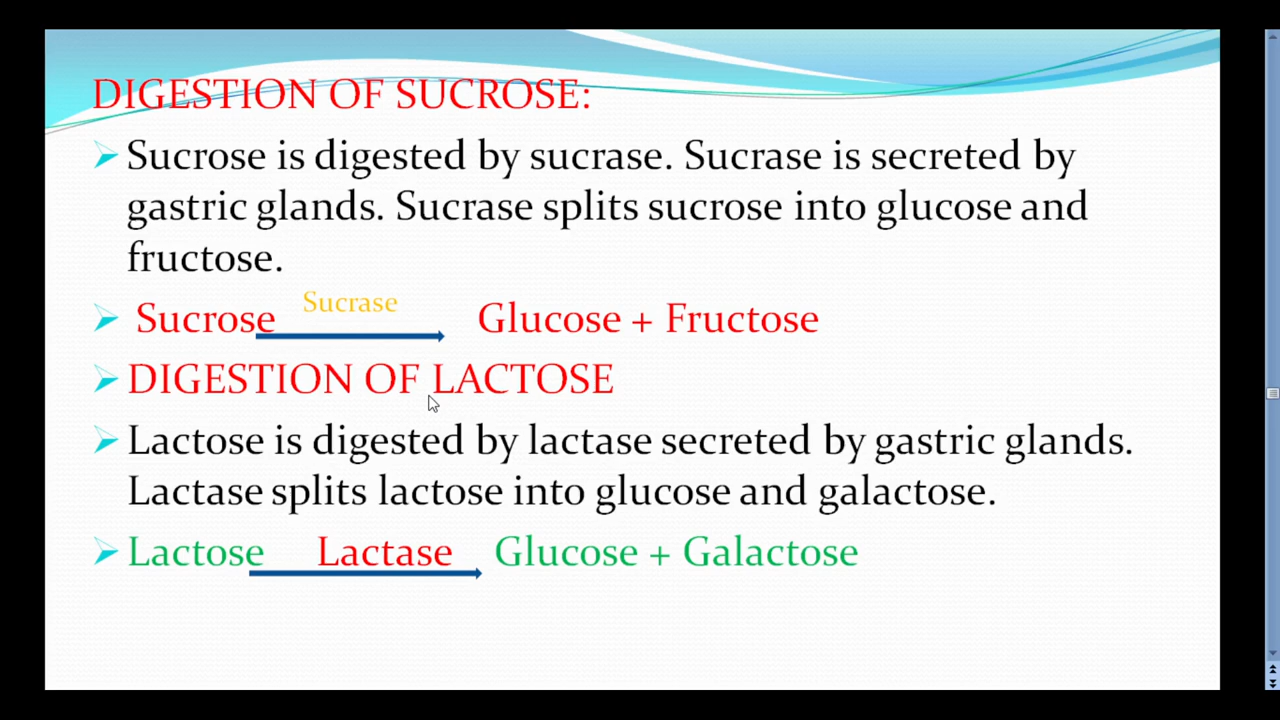 DIGESTION OF SUCROSE:
Sucrose is digested by sucrase. Sucrase is secreted by
gastric glands. Sucrase splits sucrose into glucose and
fructose.
Sucrose Sucrase Glucose + Fructose
DIGESTION OF LACTOSE
Lactose is digested by lactase secreted by gastric glands.
Lactase splits lactose into glucose and galactose.
Lactose Lactase Glucose + Galactose